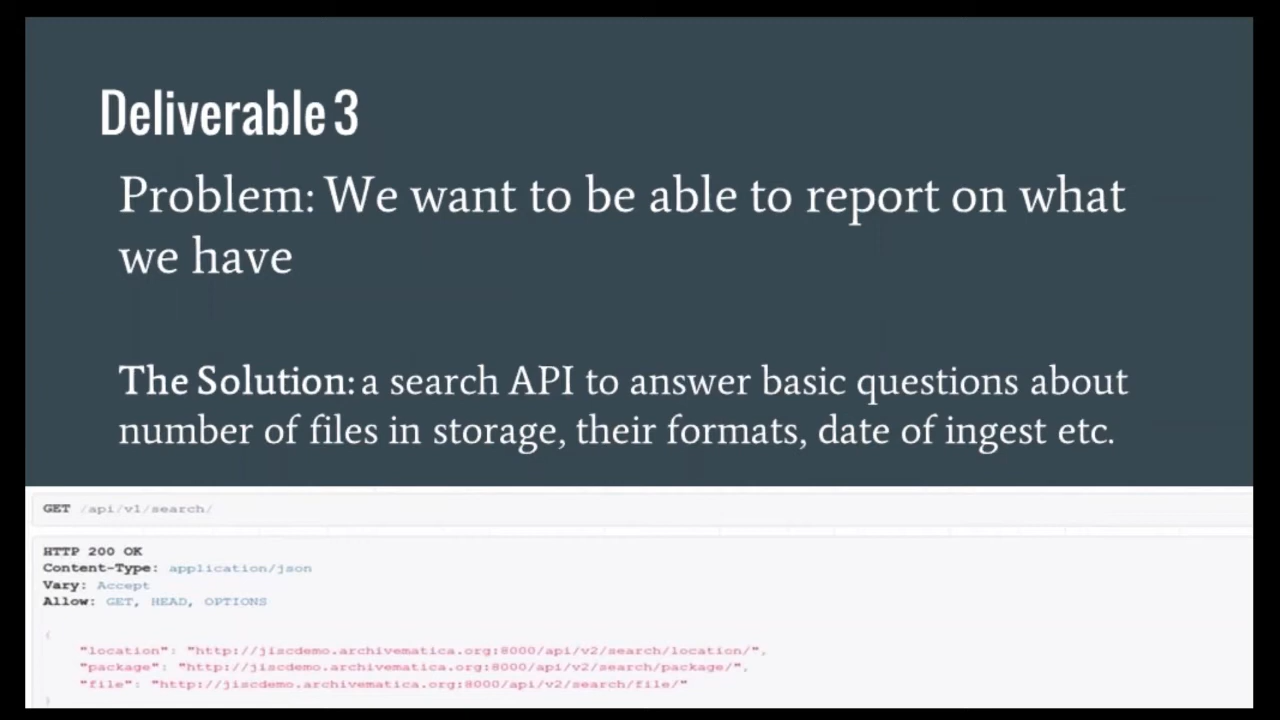 Deliverable 3
Problem: We want to be able to report on what
we have
The Solution: a search API to answer basic questions about
number of files in storage, their formats, date of ingest etc.
GET /api/v1/search/
HTTP 200 OK
Content-Type: application/json
Vary: Accept
Allow: GET, HEAD, OPTIONS
{
"location": "http://jiscdemo.archivematica.org:8000/api/v2/search/location/",
"package": "http://jiscdemo.archivematica.org:8000/api/v2/search/package/",
"file": "http://jiscdemo.archivematica.org:8000/api/v2/search/file/"
}